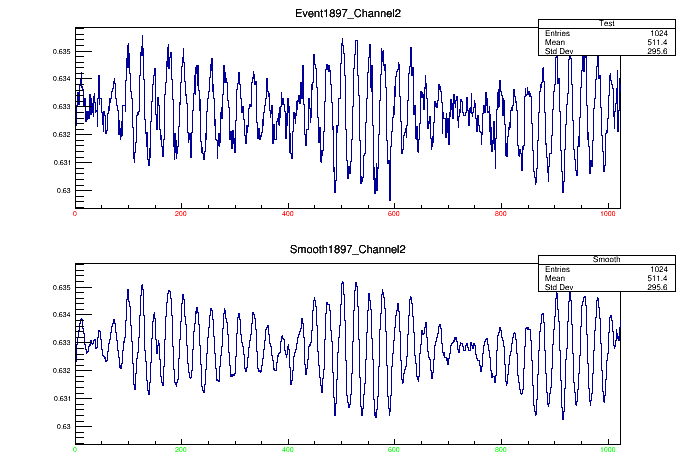 Event1897_Channel2
Test
Entries 1024
Mean 511.4
Std Dev 295.6
0.635
0.634
0.633
0.632
0.631
0.63
0 200 400 600 800 1000
Smooth1897_Channel2
Smooth
Entries 1024
Mean 511.4
Std Dev 295.6
0.635
0.634
0.633
0.632
0.631
0.63
0 200 400 600 800 1000